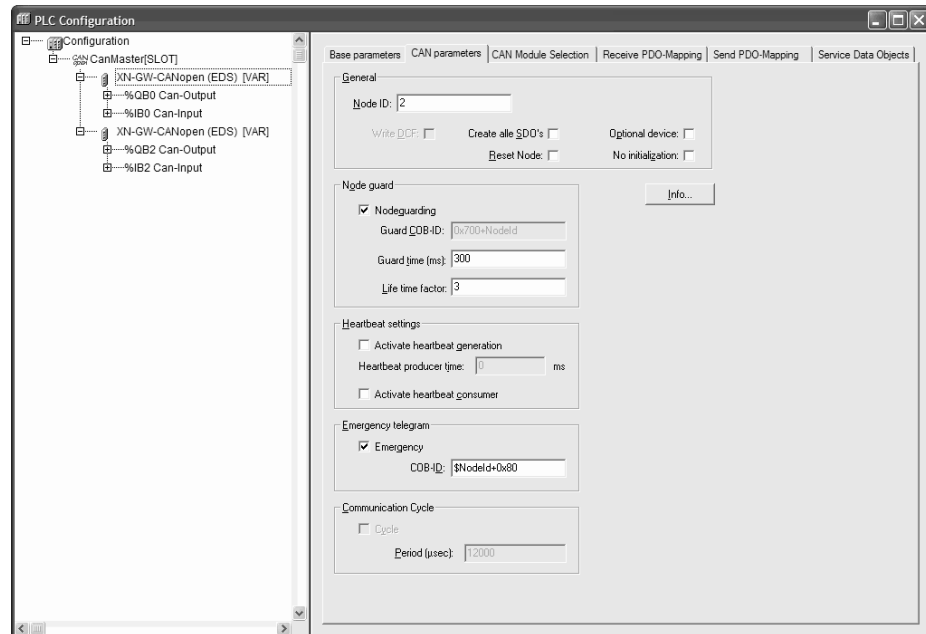 PLC Configuration
Configuration
CAN open CanMaster[SLOT]
XN-GW-CANopen (EDS) [VAR]
%QB0 Can-Output
%IB0 Can-Input
XN-GW-CANopen (EDS) [VAR]
%QB2 Can-Output
%IB2 Can-Input
Base parameters CAN parameters CAN Module Selection Receive PDO-Mapping Send PDO-Mapping Service Data Objects
General
Node ID: 2
Write DCF: Create alle SDO's Optional device:
Reset Node: No initialization:
Info...
Node guard
Nodeguarding
Guard COB-ID: 0x700+NodeId
Guard time (ms): 300
Life time factor: 3
Heartbeat settings
Activate heartbeat generation
Heartbeat producer time: 0 ms
Activate heartbeat consumer
Emergency telegram
Emergency
COB-ID: $NodeId+0x80
Communication Cycle
Cycle
Period (µsec): 12000